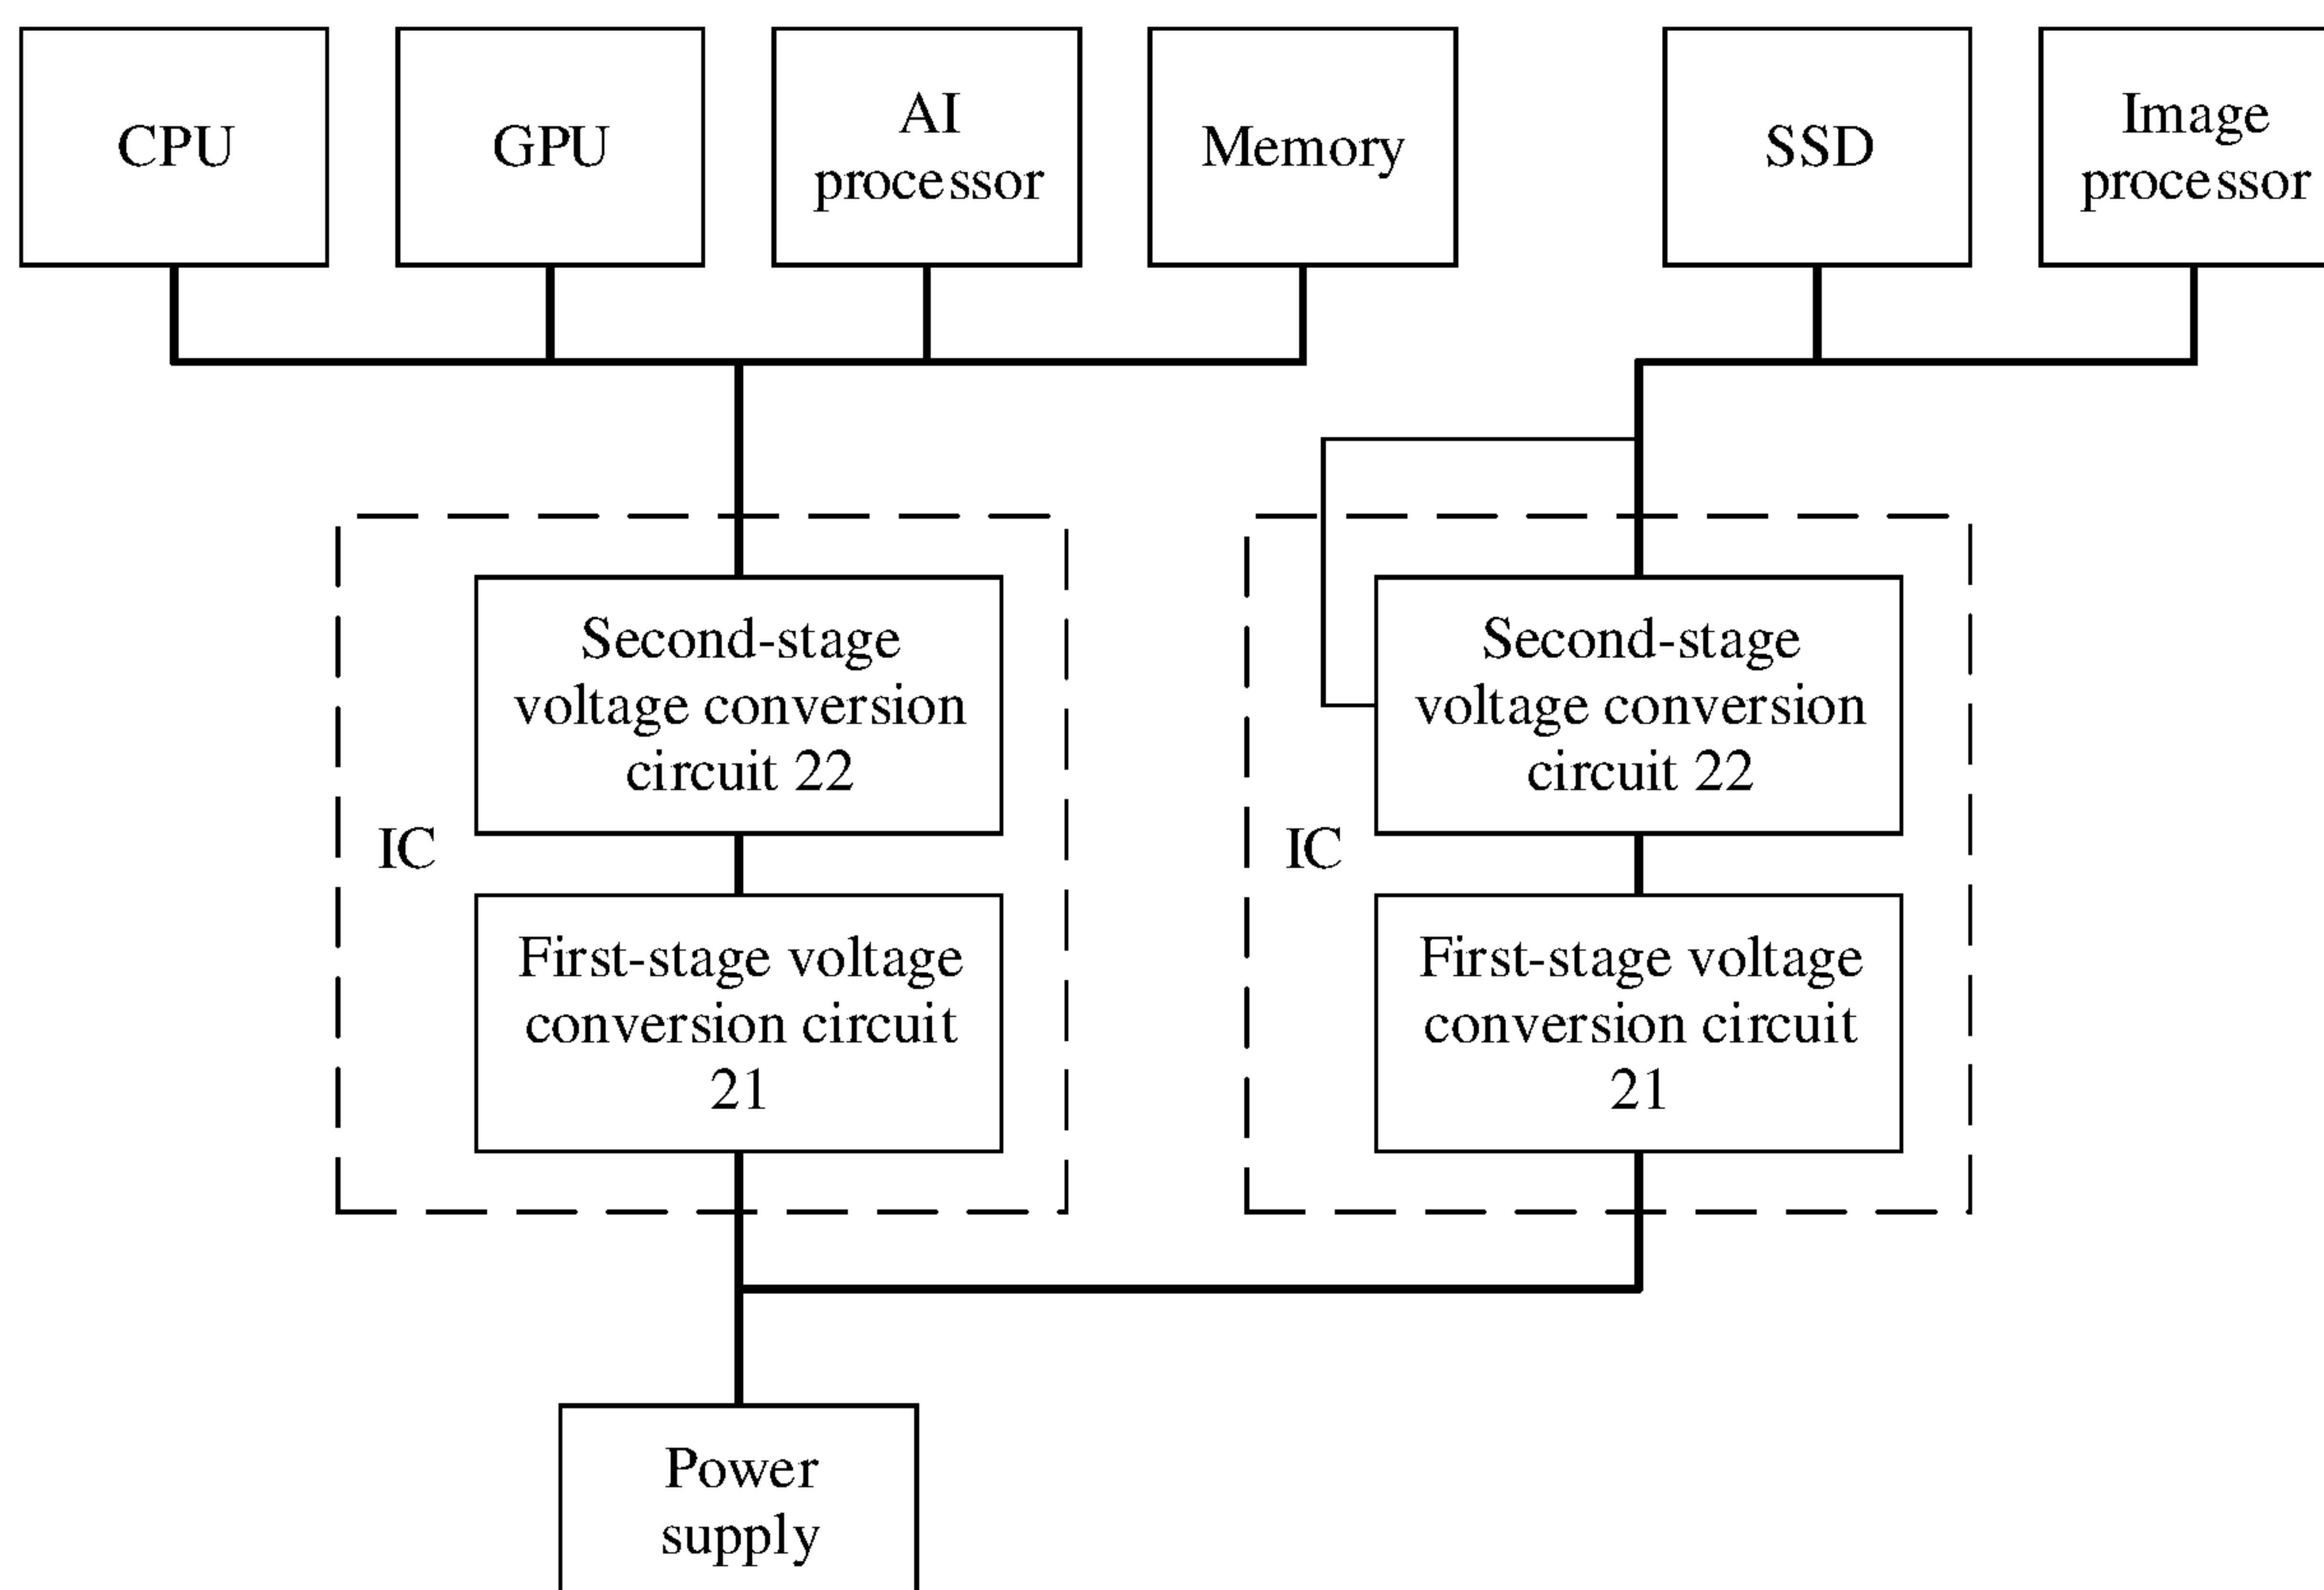 CPU
GPU
AI
processor
Memory
SSD
Image
processor
Second-stage
voltage conversion
circuit 22
IC
First-stage voltage
conversion circuit
21
Second-stage
voltage conversion
circuit 22
IC
First-stage voltage
conversion circuit
21
Power
supply